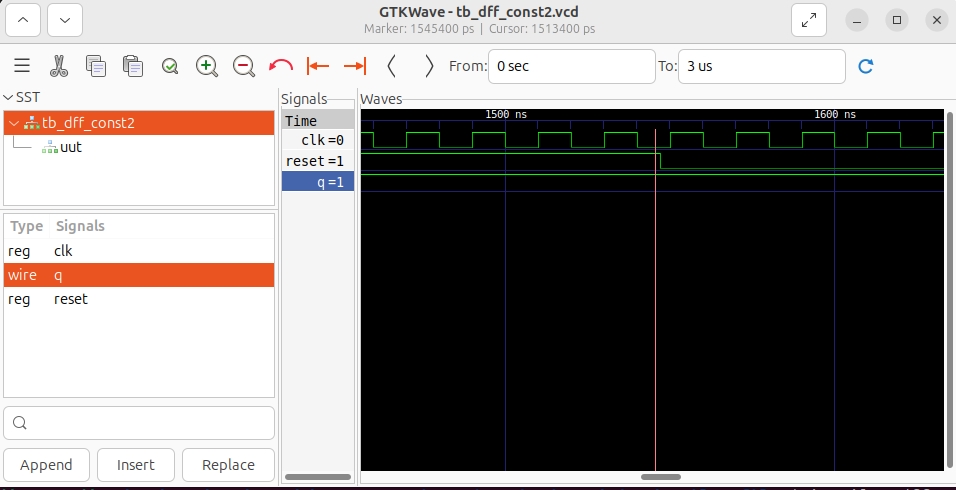 GTKWave - tb_dff_const2.vcd
Marker: 1545400 ps | Cursor: 1513400 ps
From: 0 sec To: 3 us
SST
tb_dff_const2
uut
Type Signals
reg clk
wire q
reg reset
Append Insert Replace
Signals
Time
clk=0
reset=1
q=1
Waves
1500 ns 1600 ns